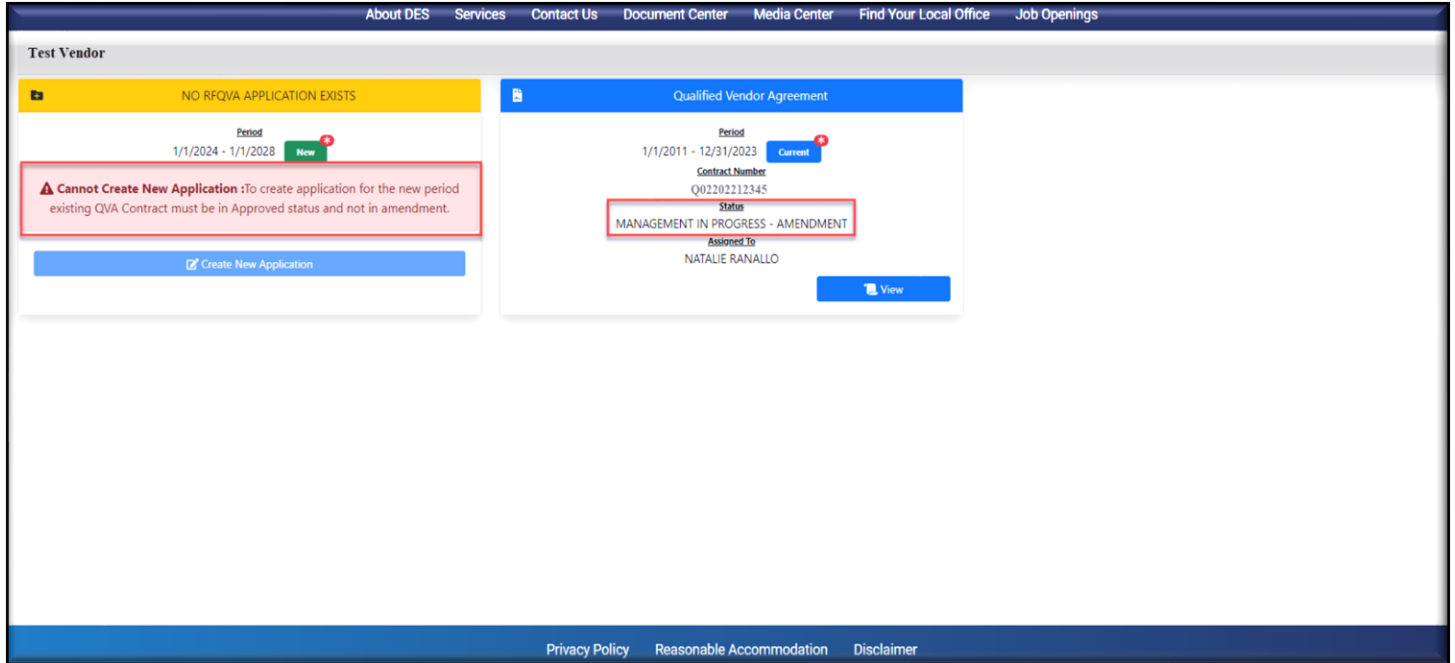 About DES Services Contact Us Document Center Media Center Find Your Local Office Job Openings
Test Vendor
NO RFQVA APPLICATION EXISTS
Period
1/1/2024 - 1/1/2028 New *
Cannot Create New Application :To create application for the new period
existing QVA Contract must be in Approved status and not in amendment.
Create New Application
Qualified Vendor Agreement
Period
1/1/2011 - 12/31/2023 Current *
Contract Number
Q02202212345
Status
MANAGEMENT IN PROGRESS - AMENDMENT
Assigned To
NATALIE RANALLO
View
Privacy Policy Reasonable Accommodation Disclaimer